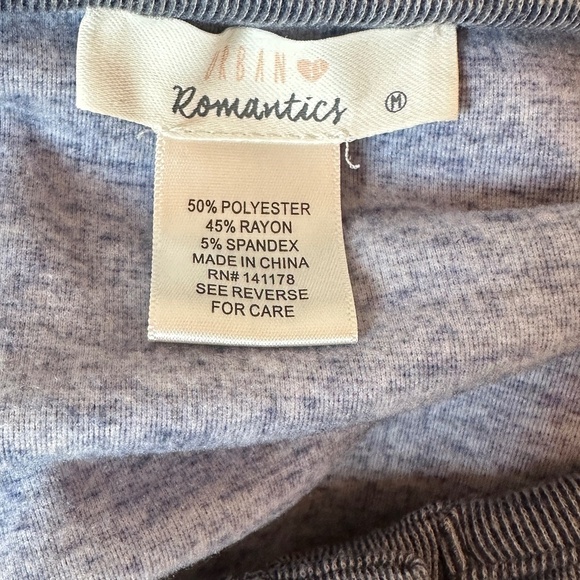 URBAN
Romantics M
50% POLYESTER
45% RAYON
5% SPANDEX
MADE IN CHINA
RN# 141178
SEE REVERSE
FOR CARE